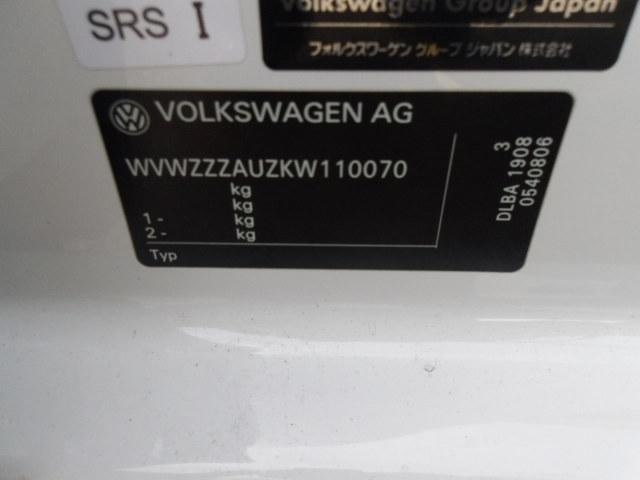 SRS I
Volkswagen Group Japan
フォルクスワーゲン グループ ジャパン 株式会社
VOLKSWAGEN AG
WVWZZZAUZKW110070
kg
kg
1 - kg
2 - kg
Typ
3
DLBA 1908
0540806